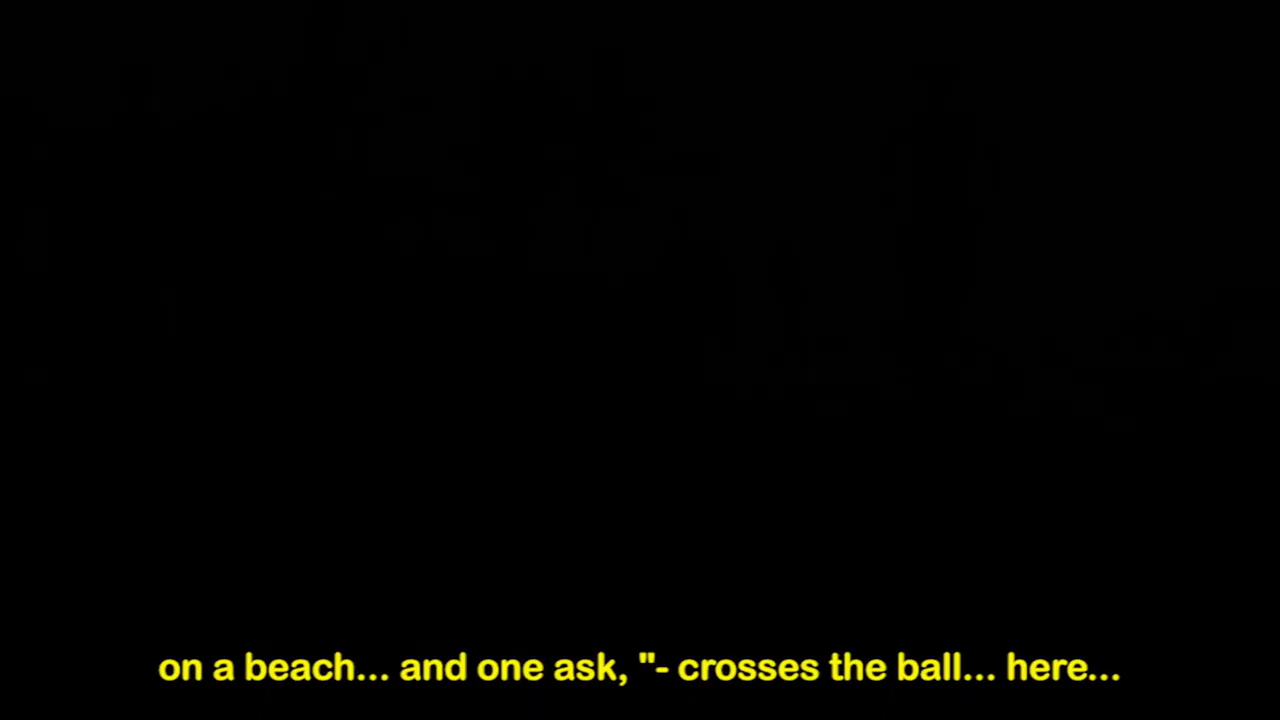 on a beach... and one ask, "- crosses the ball... here...